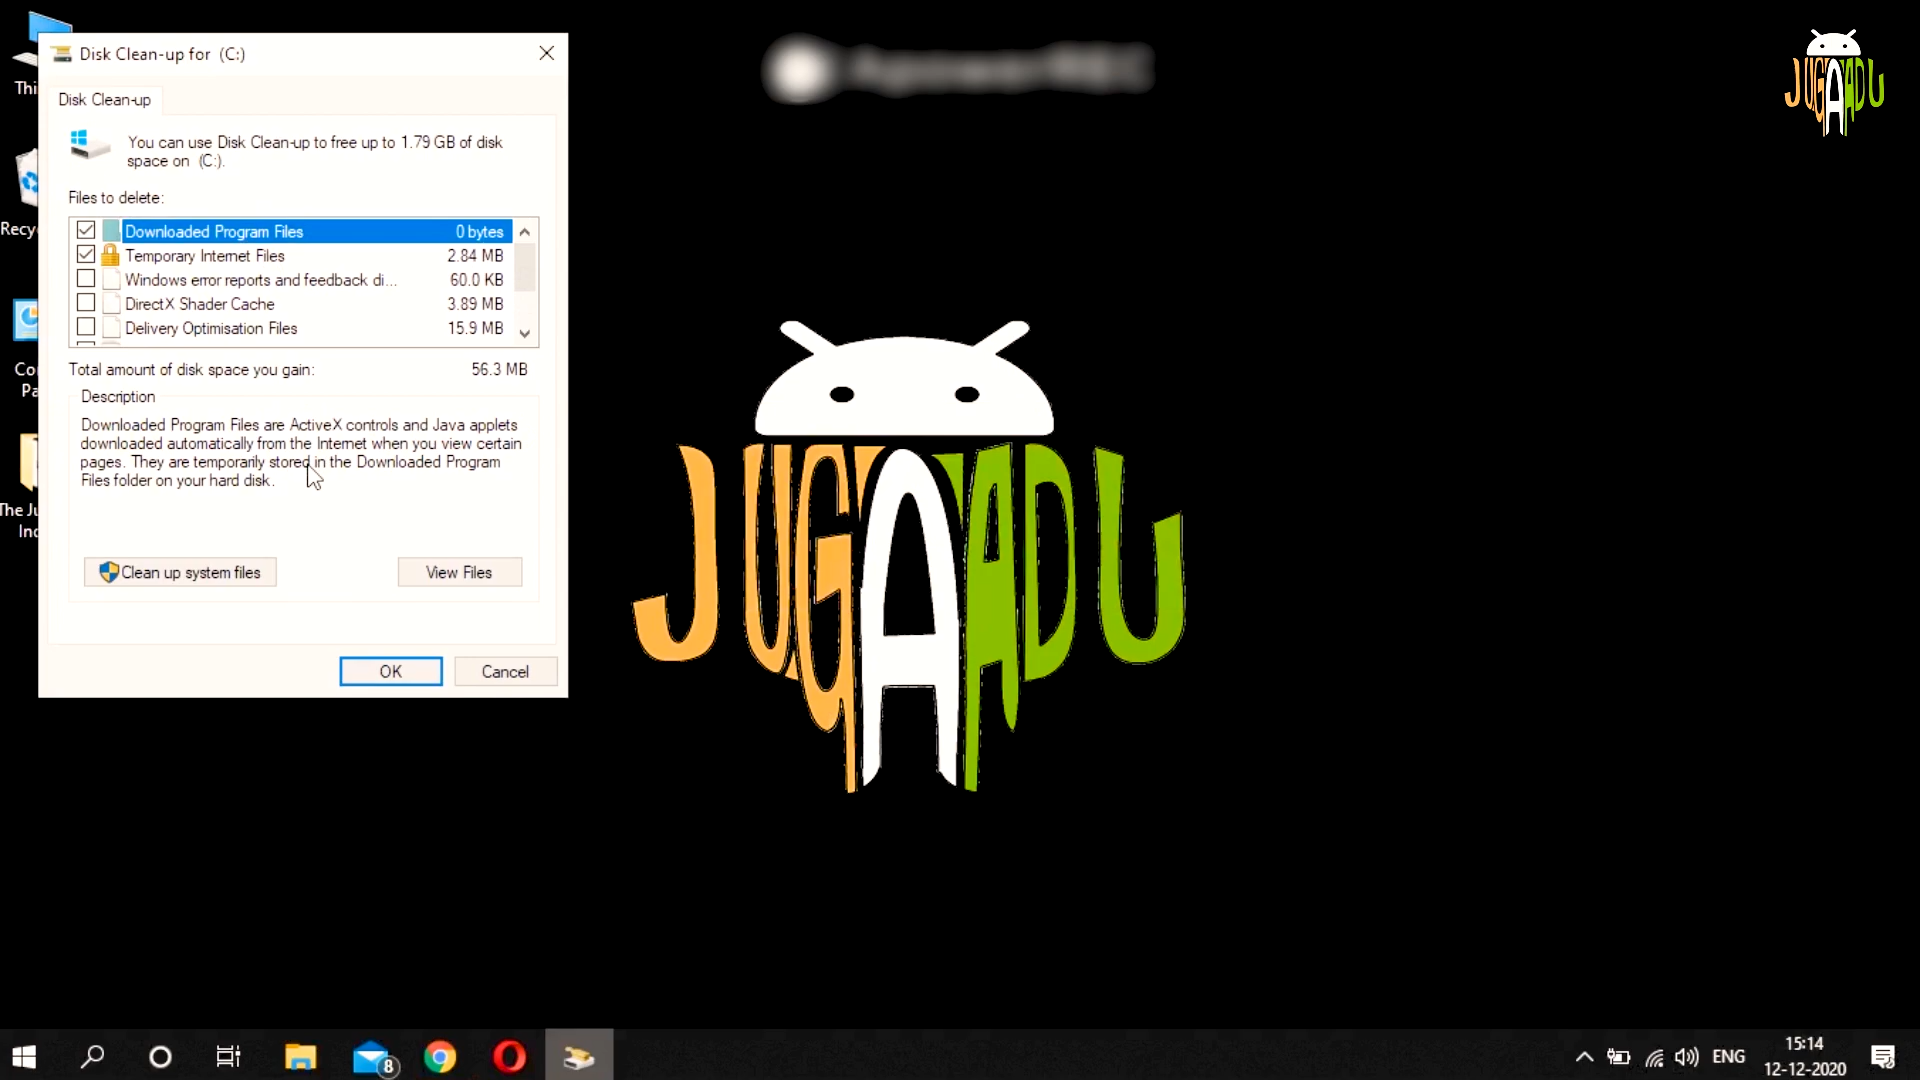 Disk Clean-up for (C:)
Disk Clean-up
You can use Disk Clean-up to free up to 1.79 GB of disk
space on (C:).
Files to delete:
Downloaded Program Files 0 bytes
Temporary Internet Files 2.84 MB
Windows error reports and feedback di... 60.0 KB
DirectX Shader Cache 3.89 MB
Delivery Optimisation Files 15.9 MB
Total amount of disk space you gain: 56.3 MB
Description
Downloaded Program Files are ActiveX controls and Java applets
downloaded automatically from the Internet when you view certain
pages. They are temporarily stored in the Downloaded Program
Files folder on your hard disk.
Clean up system files
View Files
OK
Cancel
Thi
Recy
Co
Pa
The Ju
Inc
JUGAADU
JUGAADU
8
ENG
15:14
12-12-2020